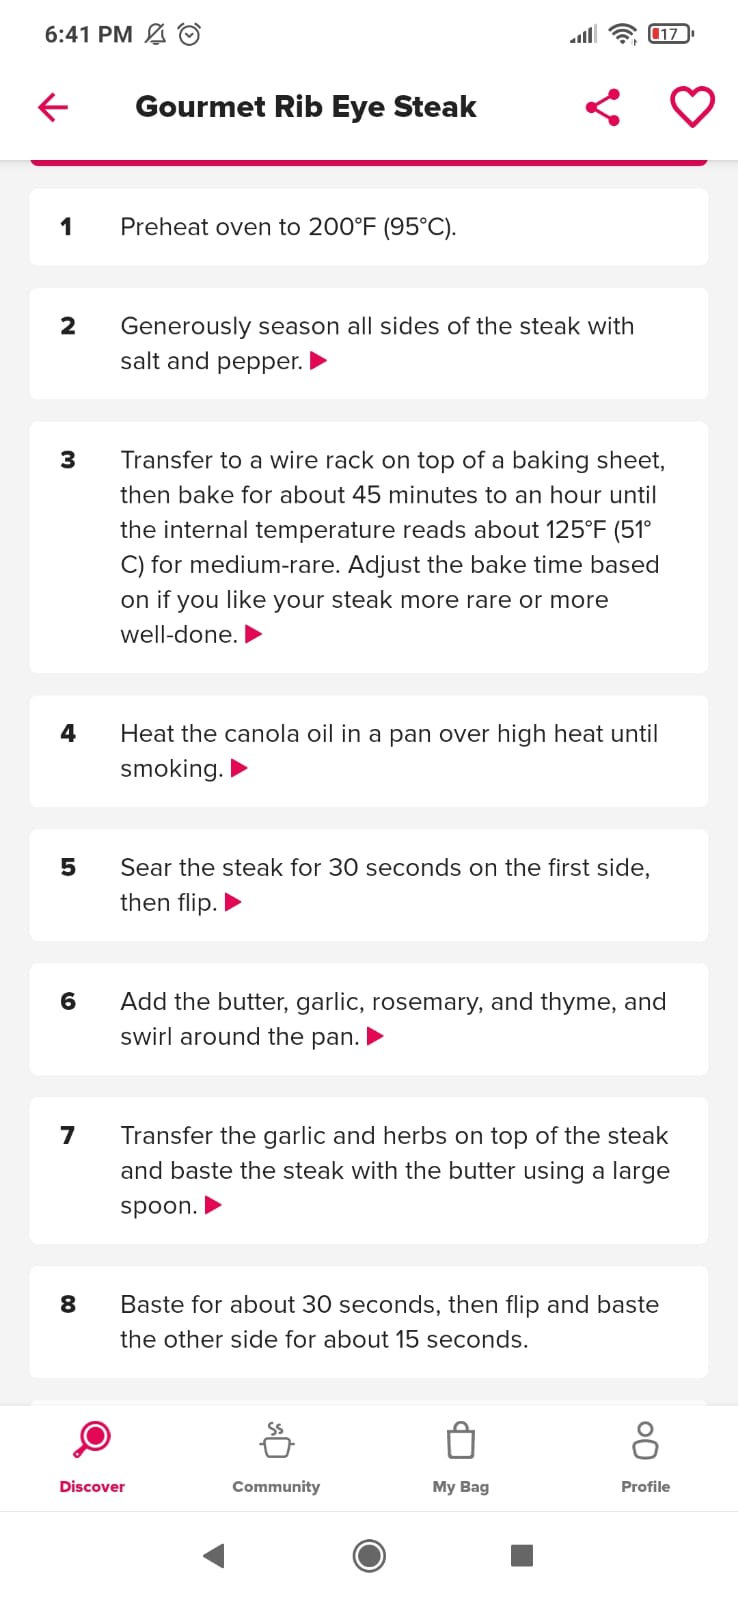 6:41 PM
17
Gourmet Rib Eye Steak
1 Preheat oven to 200°F (95°C).
2 Generously season all sides of the steak with
salt and pepper.
3 Transfer to a wire rack on top of a baking sheet,
then bake for about 45 minutes to an hour until
the internal temperature reads about 125°F (51°
C) for medium-rare. Adjust the bake time based
on if you like your steak more rare or more
well-done.
4 Heat the canola oil in a pan over high heat until
smoking.
5 Sear the steak for 30 seconds on the first side,
then flip.
6 Add the butter, garlic, rosemary, and thyme, and
swirl around the pan.
7 Transfer the garlic and herbs on top of the steak
and baste the steak with the butter using a large
spoon.
8 Baste for about 30 seconds, then flip and baste
the other side for about 15 seconds.
Discover
Community
My Bag
Profile